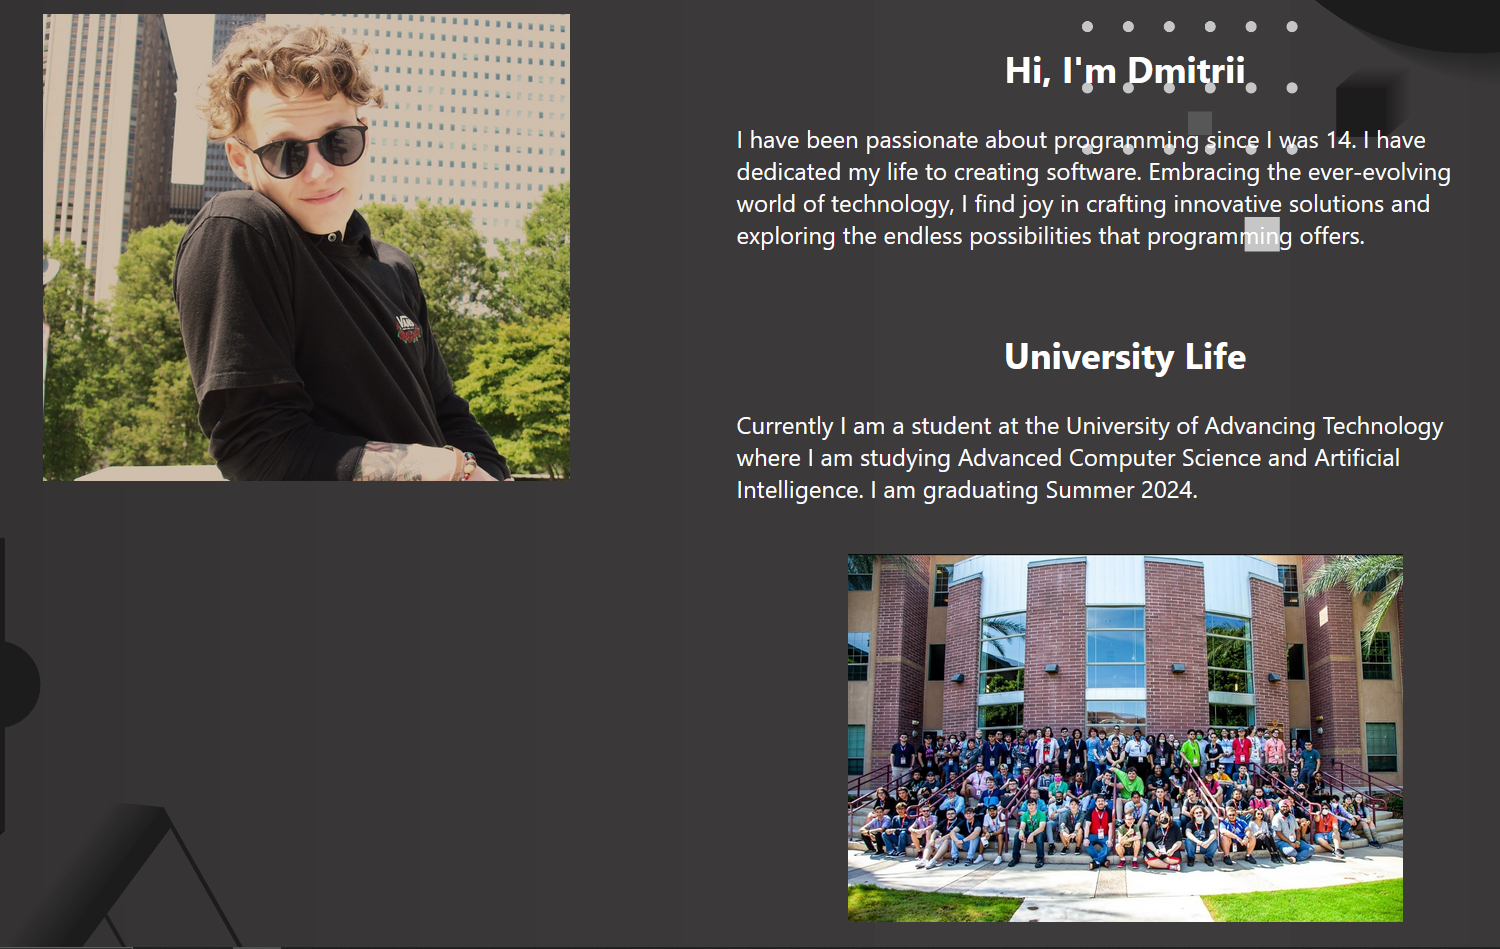 Hi, I'm Dmitrii
I have been passionate about programming since I was 14. I have
dedicated my life to creating software. Embracing the ever-evolving
world of technology, I find joy in crafting innovative solutions and
exploring the endless possibilities that programming offers.
VANS
University Life
Currently I am a student at the University of Advancing Technology
where I am studying Advanced Computer Science and Artificial
Intelligence. I am graduating Summer 2024.